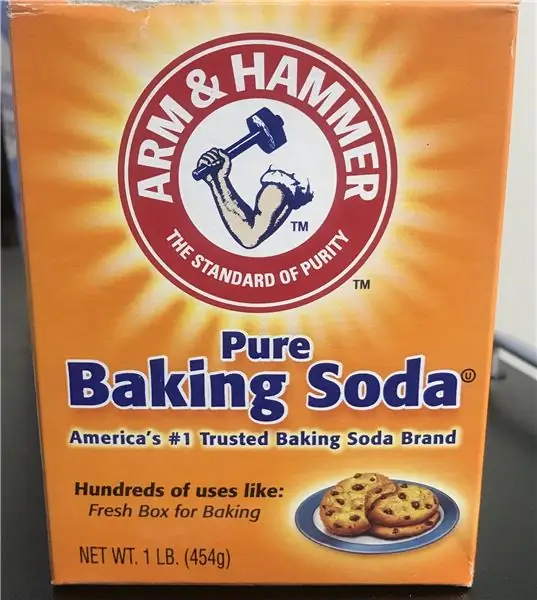 ARM & HAMMER
TM
THE STANDARD OF PURITY
TM
Pure
Baking Soda Ⓤ
America's #1 Trusted Baking Soda Brand
Hundreds of uses like:
Fresh Box for Baking
NET WT. 1 LB. (454g)